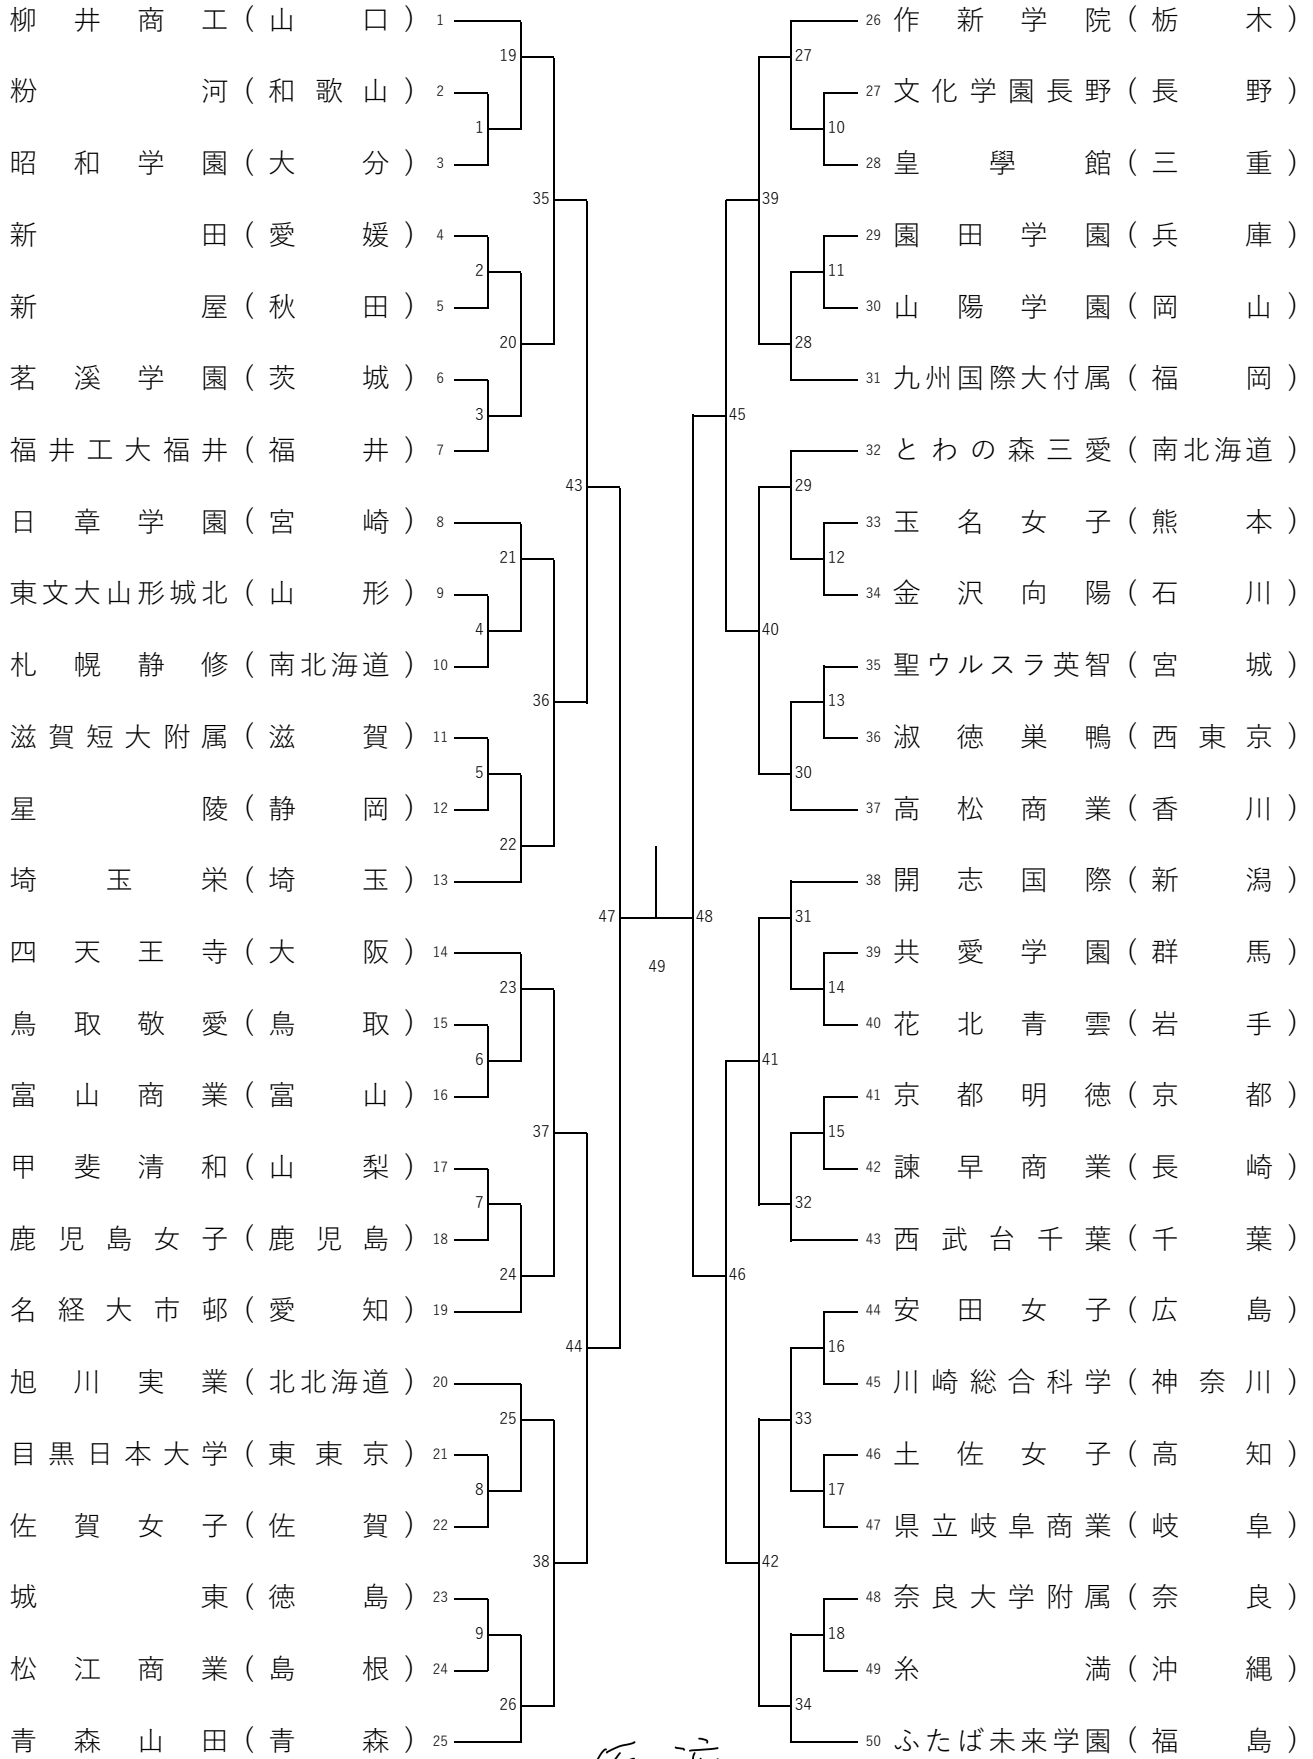 柳井商工(山口) 1
19
粉河(和歌山) 2
1
昭和学園(大分) 3
35
新田(愛媛) 4
2
新屋(秋田) 5
20
茗溪学園(茨城) 6
3
福井工大福井(福井) 7
43
日章学園(宮崎) 8
21
東文大山形城北(山形) 9
4
札幌静修(南北海道) 10
36
滋賀短大附属(滋賀) 11
5
星陵(静岡) 12
22
埼玉栄(埼玉) 13
47
四天王寺(大阪) 14
23
鳥取敬愛(鳥取) 15
6
富山商業(富山) 16
37
甲斐清和(山梨) 17
7
鹿児島女子(鹿児島) 18
24
名経大市邨(愛知) 19
44
旭川実業(北北海道) 20
25
目黒日本大学(東東京) 21
8
佐賀女子(佐賀) 22
38
城東(徳島) 23
9
松江商業(島根) 24
26
青森山田(青森) 25
49
26 作新学院(栃木)
27
27 文化学園長野(長野)
10
28 皇學館(三重)
39
29 園田学園(兵庫)
11
30 山陽学園(岡山)
28
31 九州国際大付属(福岡)
45
32 とわの森三愛(南北海道)
29
33 玉名女子(熊本)
12
34 金沢向陽(石川)
40
35 聖ウルスラ英智(宮城)
13
36 淑徳巣鴨(西東京)
30
37 高松商業(香川)
48
38 開志国際(新潟)
31
39 共愛学園(群馬)
14
40 花北青雲(岩手)
41
41 京都明徳(京都)
15
42 諫早商業(長崎)
32
43 西武台千葉(千葉)
46
44 安田女子(広島)
16
45 川崎総合科学(神奈川)
33
46 土佐女子(高知)
17
47 県立岐阜商業(岐阜)
42
48 奈良大学附属(奈良)
18
49 糸満(沖縄)
34
50 ふたば未来学園(福島)